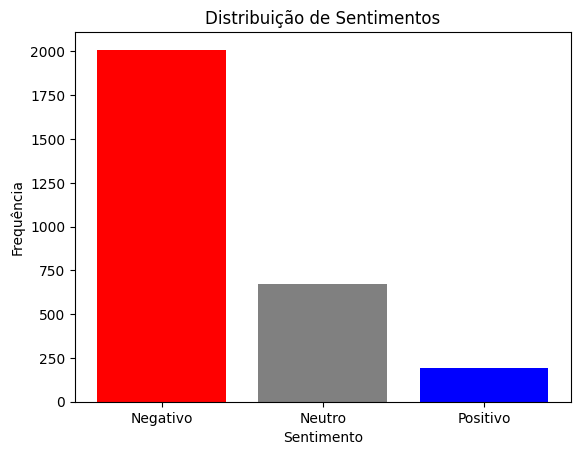 Distribuição de Sentimentos
2000
1750
1500
1250
1000
750
500
250
0
Frequência
Negativo Neutro Positivo
Sentimento